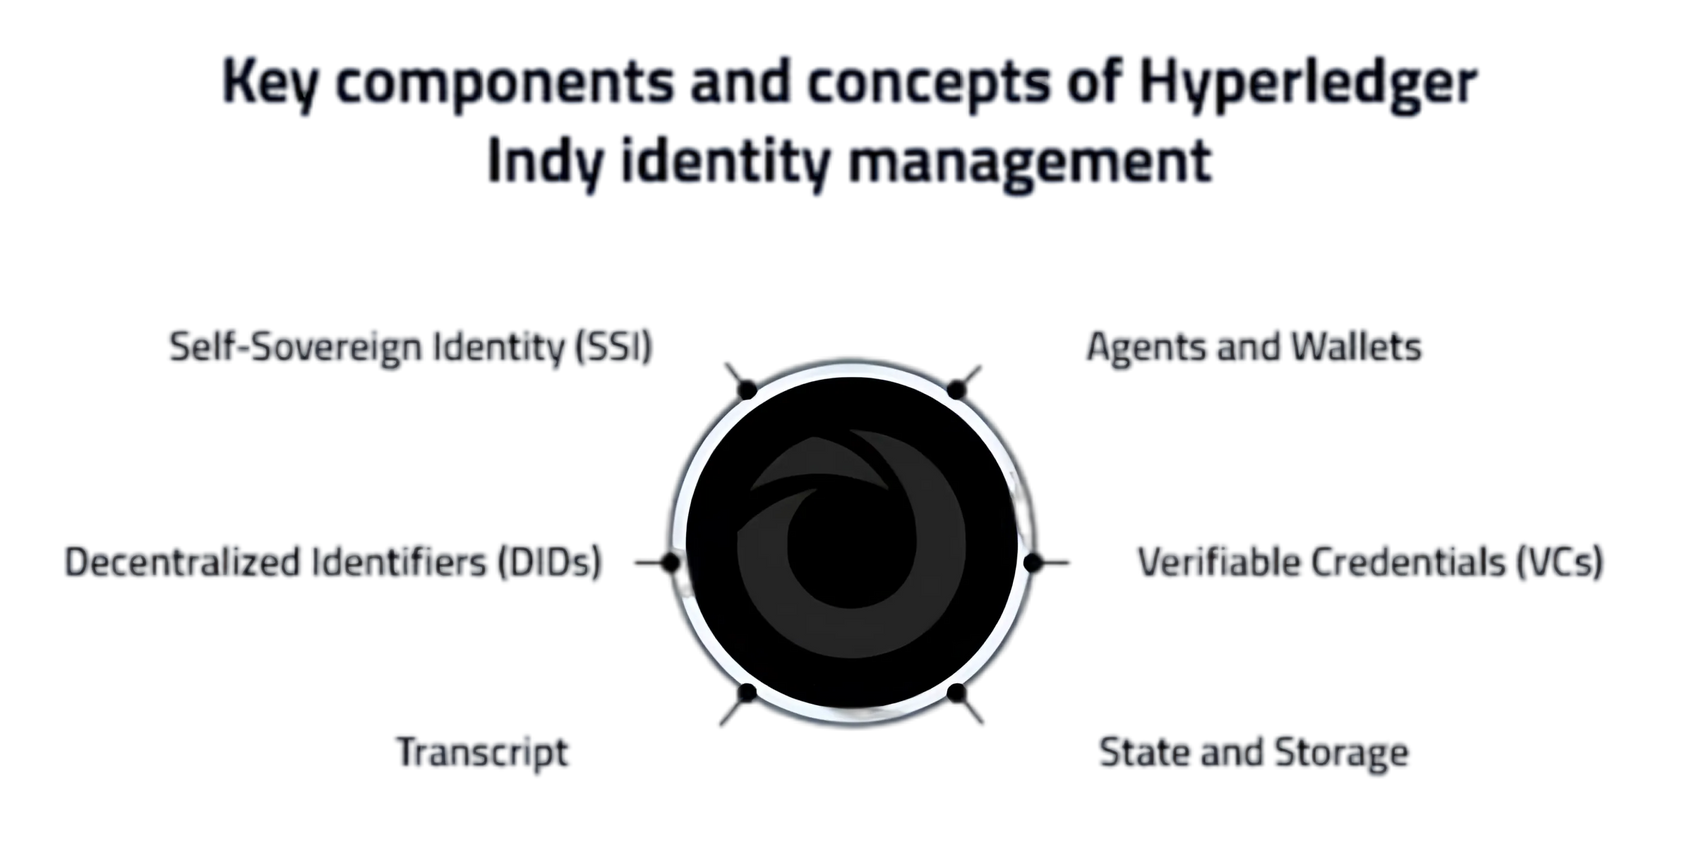 Key components and concepts of Hyperledger
Indy identity management
Self-Sovereign Identity (SSI)
Agents and Wallets
Decentralized Identifiers (DIDs)
Verifiable Credentials (VCs)
Transcript
State and Storage